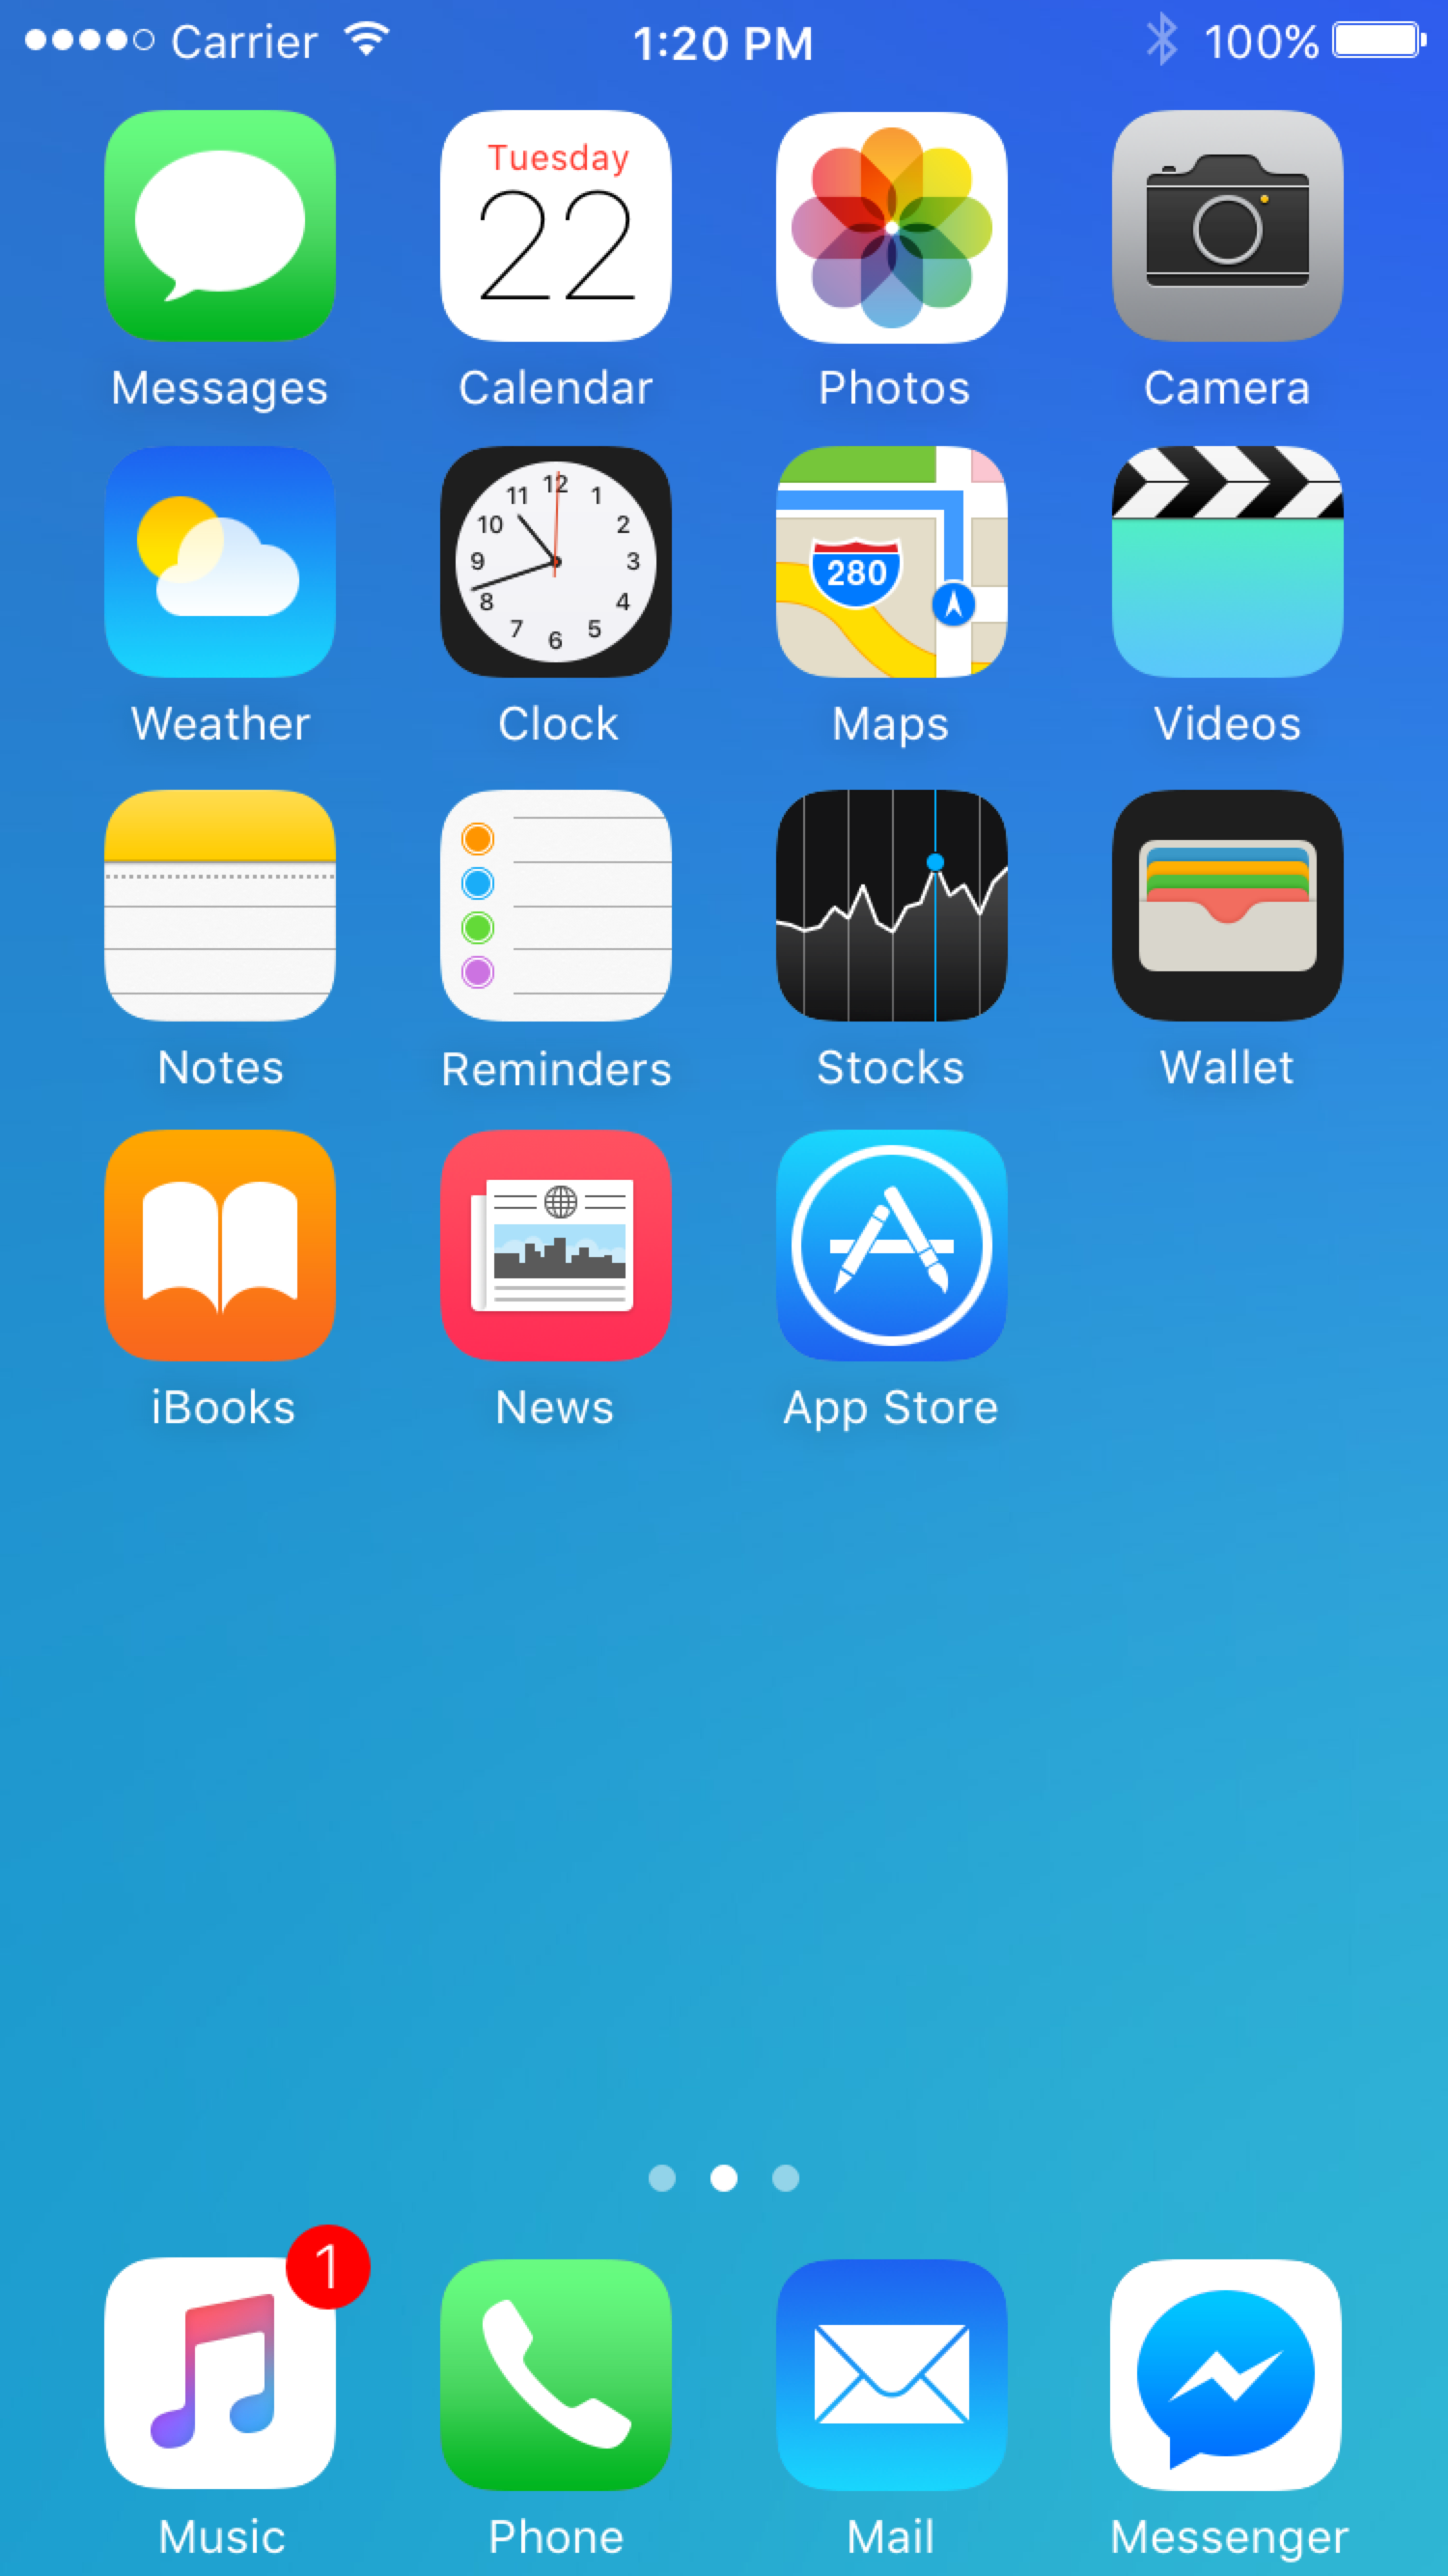 Carrier 1:20 PM 100%
Tuesday
22
Messages Calendar Photos Camera
12
11 1
10 2
9 3
8 4
7 5
6
280
Weather Clock Maps Videos
Notes Reminders Stocks Wallet
iBooks News App Store
1
Music Phone Mail Messenger